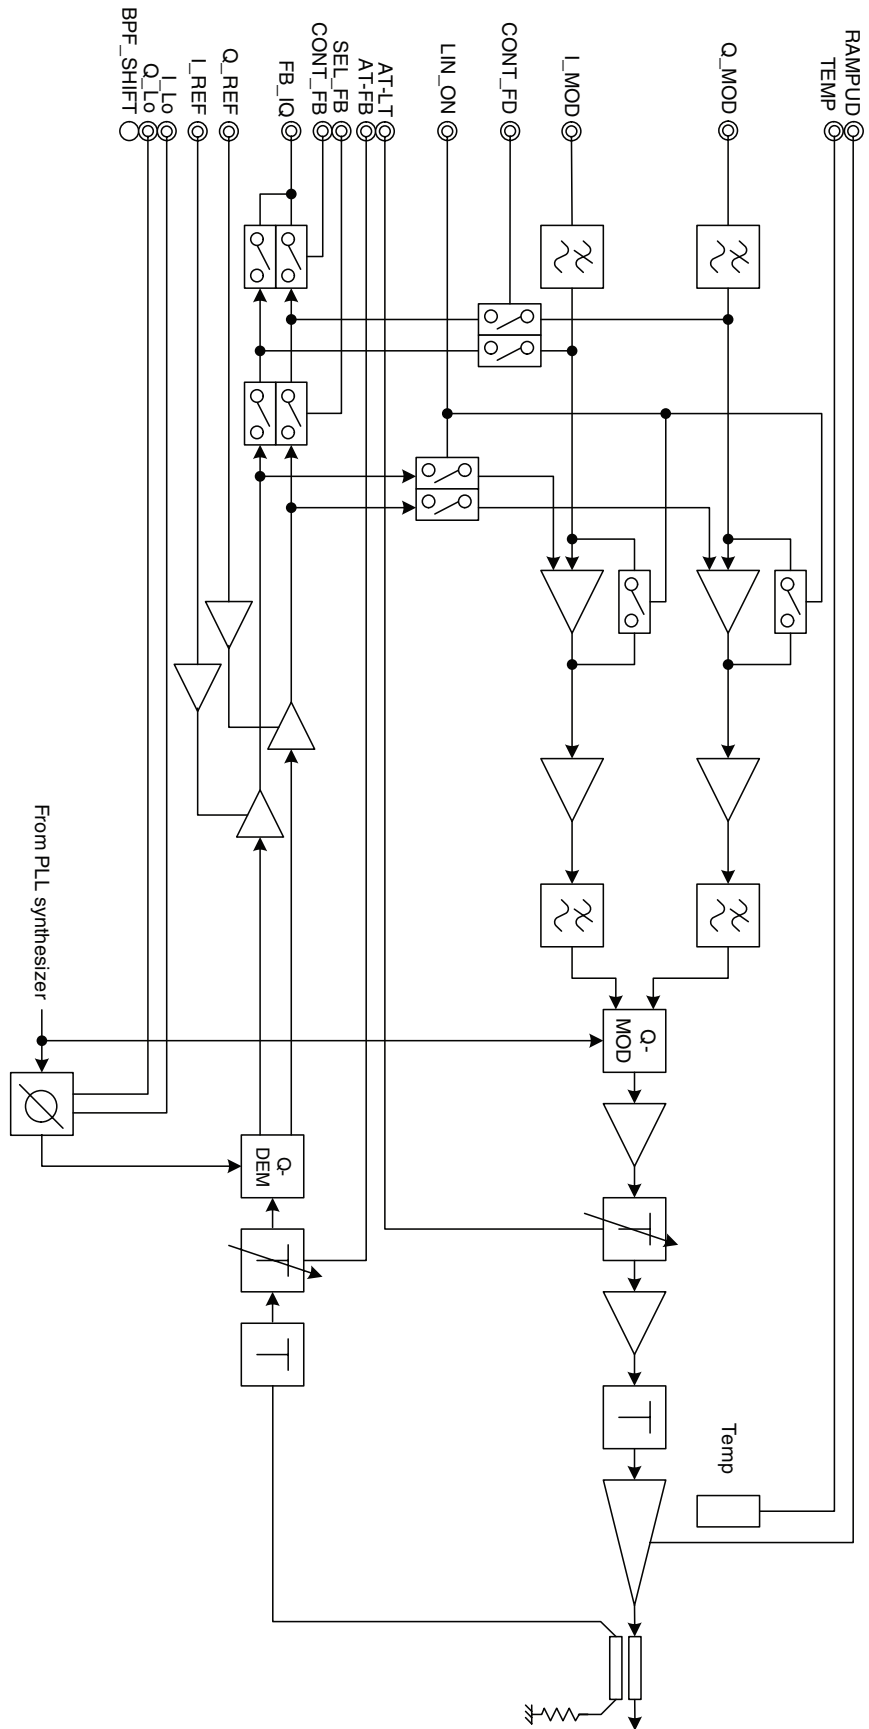 RAMPUD
TEMP
Q_MOD
I_MOD
CONT_FD
LIN_ON
AT-LT
AT-FB
SEL_FB
CONT_FB
FB_IQ
Q_REF
I_REF
I_Lo
Q_Lo
BPF_SHIFT
Q-
MOD
Q-
DEM
Temp
From PLL synthesizer